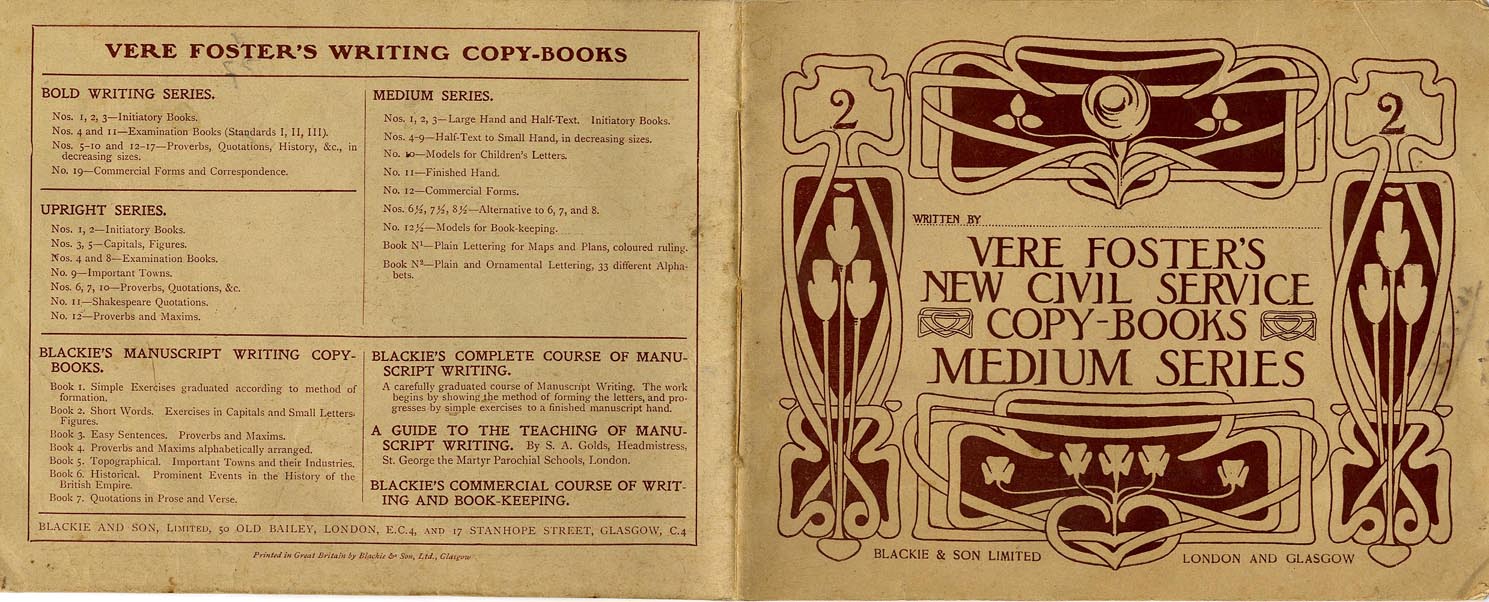 VERE FOSTER'S WRITING COPY-BOOKS
BOLD WRITING SERIES.
Nos. 1, 2, 3—Initiatory Books.
Nos. 4 and 11—Examination Books (Standards I, II, III).
Nos. 5-10 and 12-17—Proverbs, Quotations, History, &c., in
decreasing sizes.
No. 19—Commercial Forms and Correspondence.
UPRIGHT SERIES.
Nos. 1, 2—Initiatory Books.
Nos. 3, 5—Capitals, Figures.
Nos. 4 and 8—Examination Books.
No. 9—Important Towns.
Nos. 6, 7, 10—Proverbs, Quotations, &c.
No. 11—Shakespeare Quotations.
No. 12—Proverbs and Maxims.
MEDIUM SERIES.
Nos. 1, 2, 3—Large Hand and Half-Text. Initiatory Books.
Nos. 4-9—Half-Text to Small Hand, in decreasing sizes.
No. 10—Models for Children's Letters.
No. 11—Finished Hand.
No. 12—Commercial Forms.
Nos. 6½, 7½, 8½—Alternative to 6, 7, and 8.
No. 12½—Models for Book-keeping.
Book N¹—Plain Lettering for Maps and Plans, coloured ruling.
Book N²—Plain and Ornamental Lettering, 33 different Alpha-
bets.
BLACKIE'S MANUSCRIPT WRITING COPY-
BOOKS.
Book 1. Simple Exercises graduated according to method of
formation.
Book 2. Short Words. Exercises in Capitals and Small Letters.
Figures.
Book 3. Easy Sentences. Proverbs and Maxims.
Book 4. Proverbs and Maxims alphabetically arranged.
Book 5. Topographical. Important Towns and their Industries.
Book 6. Historical. Prominent Events in the History of the
British Empire.
Book 7. Quotations in Prose and Verse.
BLACKIE'S COMPLETE COURSE OF MANU-
SCRIPT WRITING.
A carefully graduated course of Manuscript Writing. The work
begins by showing the method of forming the letters, and pro-
gresses by simple exercises to a finished manuscript hand.
A GUIDE TO THE TEACHING OF MANU-
SCRIPT WRITING. By S. A. Golds, Headmistress,
St. George the Martyr Parochial Schools, London.
BLACKIE'S COMMERCIAL COURSE OF WRIT-
ING AND BOOK-KEEPING.
BLACKIE AND SON, LIMITED, 50 OLD BAILEY, LONDON, E.C.4, AND 17 STANHOPE STREET, GLASGOW, C.4
Printed in Great Britain by Blackie & Son, Ltd., Glasgow
2
2
WRITTEN BY
VERE FOSTER'S
NEW CIVIL SERVICE
COPY-BOOKS
MEDIUM SERIES
BLACKIE & SON LIMITED
LONDON AND GLASGOW